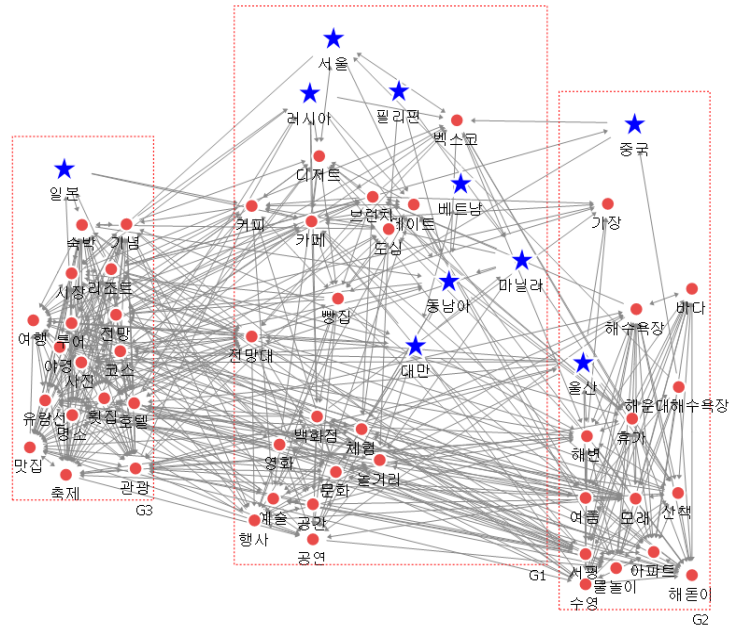 서울
러시아
필리핀
벡스코
중국
디저트
일본
베트남
커피
카페
브런치
데이트
도심
가장
숙박
기념
마닐라
시장
리조트
동남아
바다
빵집
해수욕장
여행
투어
전망
전망대
대만
야경
사진
코스
울산
해운대해수욕장
유람선
명소
횟집
호텔
백화점
체험
해변
휴가
맛집
영화
문화
볼거리
축제
관광
G3
예술
공간
여름
모래
산책
행사
공연
G1
서핑
물놀이
아파트
수영
해돋이
G2